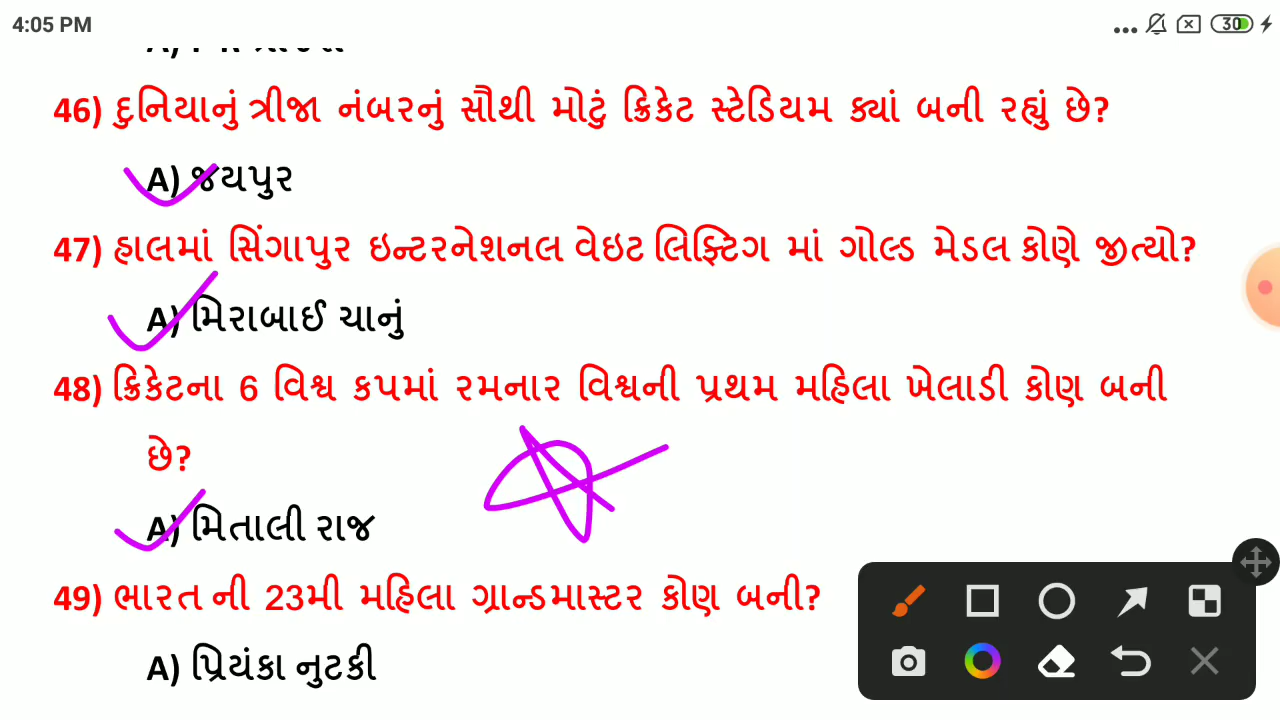 4:05 PM
30
46) દુનિયાનું ત્રીજા નંબરનું સૌથી મોટું ક્રિકેટ સ્ટેડિયમ ક્યાં બની રહ્યું છે?
A) જયપુર
47) હાલમાં સિંગાપુર ઇન્ટરનેશનલ વેઇટ લિફ્ટિગ માં ગોલ્ડ મેડલ કોણે જીત્યો?
A) મિરાબાઈ ચાનું
48) ક્રિકેટના 6 વિશ્વ કપમાં રમનાર વિશ્વની પ્રથમ મહિલા ખેલાડી કોણ બની
છે?
A) મિતાલી રાજ
49) ભારત ની 23મી મહિલા ગ્રાન્ડમાસ્ટર કોણ બની?
A) પ્રિયંકા નુટકી